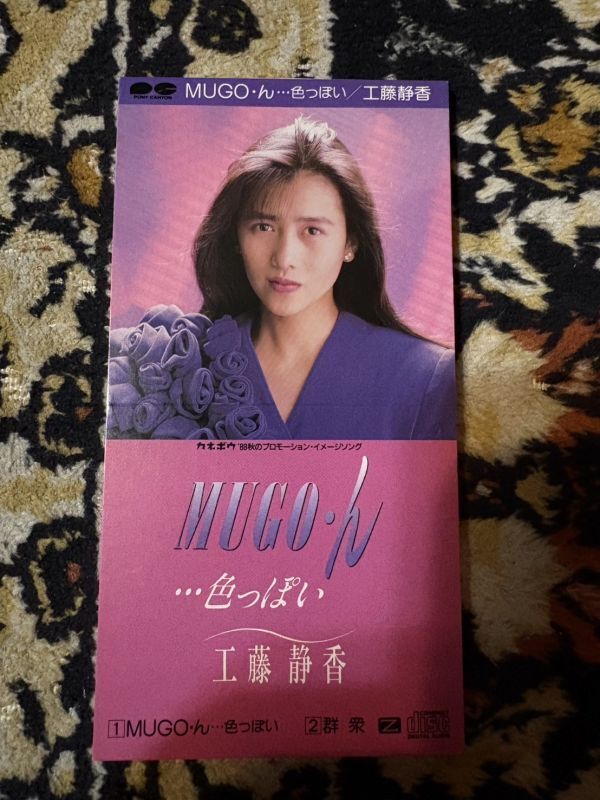 PONY CANYON
MUGO・ん…色っぽい／工藤静香
カネボウ '88秋のプロモーション・イメージソング
MUGO・ん
…色っぽい
工藤静香
1 MUGO・ん…色っぽい 2 群衆 Z COMPACT disc DIGITAL AUDIO